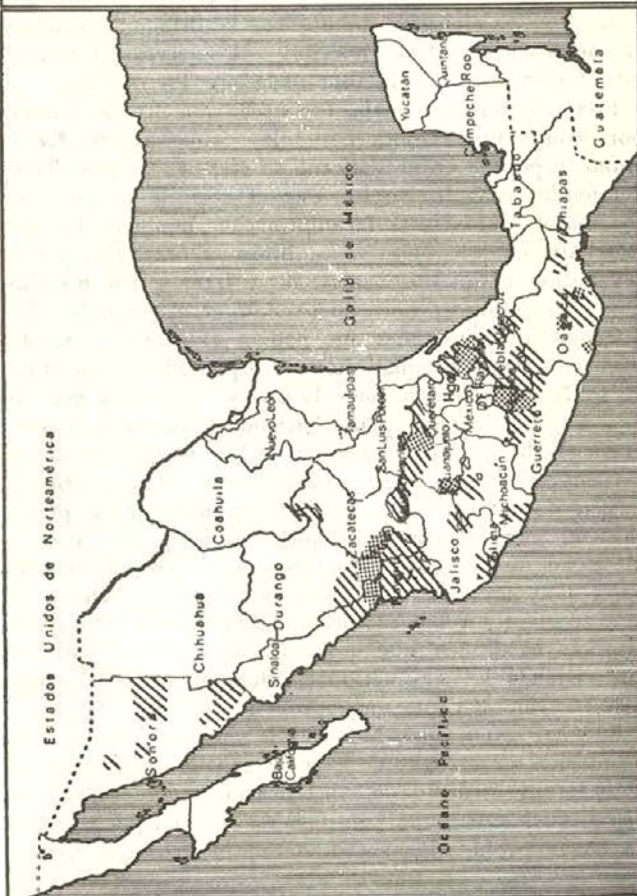 Estados Unidos de Norteamérica
Sonora
Chihuahua
Coahuila
Nuevo León
Baja
California
Sinaloa
Durango
Zacatecas
Tamaulipas
San Luis Potosí
Golfo de México
Jalisco
Guanajuato
Querétaro
Hgo.
México
Michoacán
Guerrero
Puebla
Tabasco
Chiapas
Campeche
Yucatán
Quintana
Roo
Guatemala
Océano Pacífico